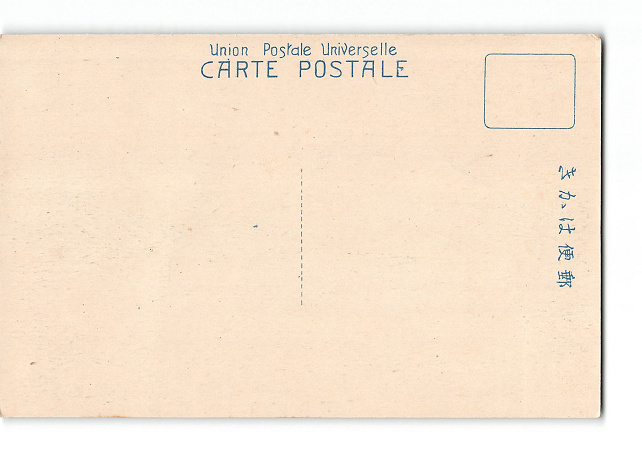 Union Postale Universelle
CARTE POSTALE
きかは便郵